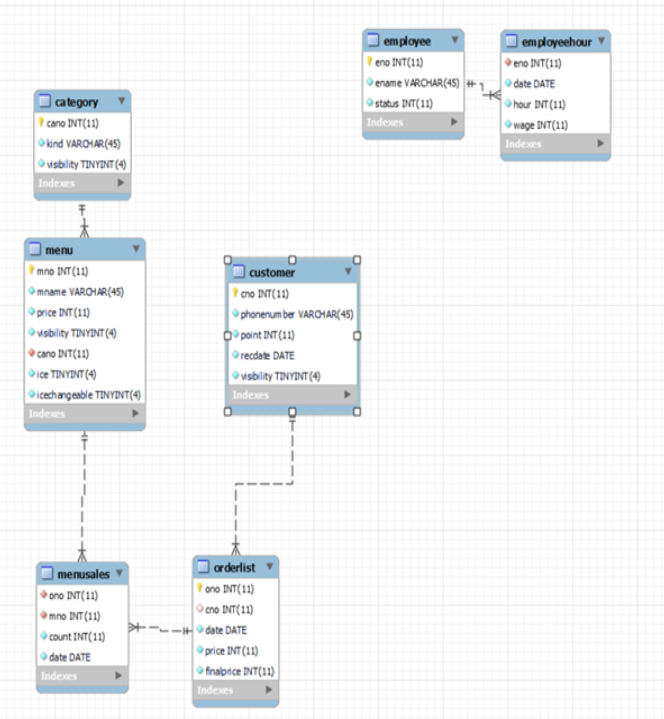 employee
eno INT(11)
ename VARCHAR(45)
status INT(11)
Indexes
employeehour
eno INT(11)
date DATE
hour INT(11)
wage INT(11)
Indexes
category
cano INT(11)
kind VARCHAR(45)
visibility TINYINT(4)
Indexes
menu
mno INT(11)
mname VARCHAR(45)
price INT(11)
visibility TINYINT(4)
cano INT(11)
ice TINYINT(4)
icechangeable TINYINT(4)
Indexes
customer
cno INT(11)
phonenumber VARCHAR(45)
point INT(11)
recdate DATE
visibility TINYINT(4)
Indexes
menusales
ono INT(11)
mno INT(11)
count INT(11)
date DATE
Indexes
orderlist
ono INT(11)
cno INT(11)
date DATE
price INT(11)
finalprice INT(11)
Indexes